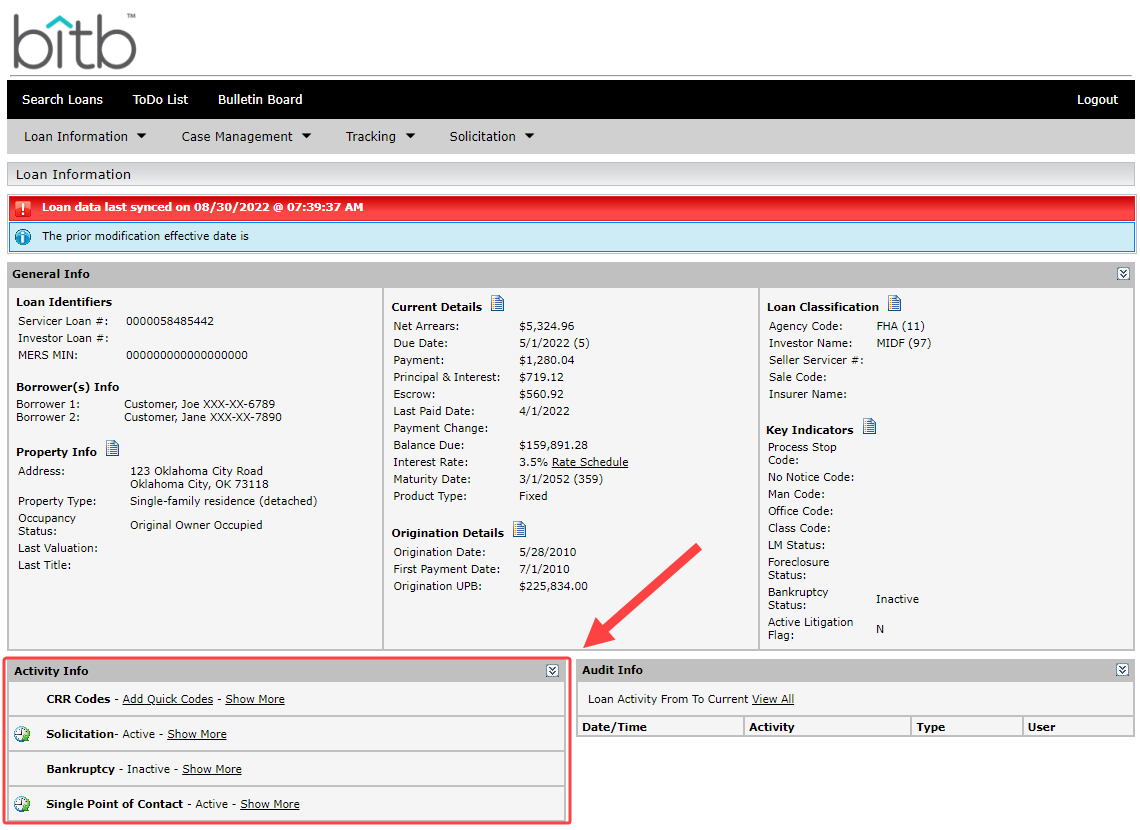 bitb™
Search Loans ToDo List Bulletin Board Logout
Loan Information Case Management Tracking Solicitation
Loan Information
Loan data last synced on 08/30/2022 @ 07:39:37 AM
The prior modification effective date is
General Info
Loan Identifiers
Servicer Loan #: 0000058485442
Investor Loan #:
MERS MIN: 000000000000000000
Borrower(s) Info
Borrower 1: Customer, Joe XXX-XX-6789
Borrower 2: Customer, Jane XXX-XX-7890
Property Info
Address: 123 Oklahoma City Road
Oklahoma City, OK 73118
Property Type: Single-family residence (detached)
Occupancy
Status: Original Owner Occupied
Last Valuation:
Last Title:
Current Details
Net Arrears: $5,324.96
Due Date: 5/1/2022 (5)
Payment: $1,280.04
Principal & Interest: $719.12
Escrow: $560.92
Last Paid Date: 4/1/2022
Payment Change:
Balance Due: $159,891.28
Interest Rate: 3.5% Rate Schedule
Maturity Date: 3/1/2052 (359)
Product Type: Fixed
Origination Details
Origination Date: 5/28/2010
First Payment Date: 7/1/2010
Origination UPB: $225,834.00
Loan Classification
Agency Code: FHA (11)
Investor Name: MIDF (97)
Seller Servicer #:
Sale Code:
Insurer Name:
Key Indicators
Process Stop
Code:
No Notice Code:
Man Code:
Office Code:
Class Code:
LM Status:
Foreclosure
Status:
Bankruptcy
Status: Inactive
Active Litigation
Flag: N
Activity Info
CRR Codes - Add Quick Codes - Show More
Solicitation- Active - Show More
Bankruptcy - Inactive - Show More
Single Point of Contact - Active - Show More
Audit Info
Loan Activity From To Current View All
Date/Time Activity Type User